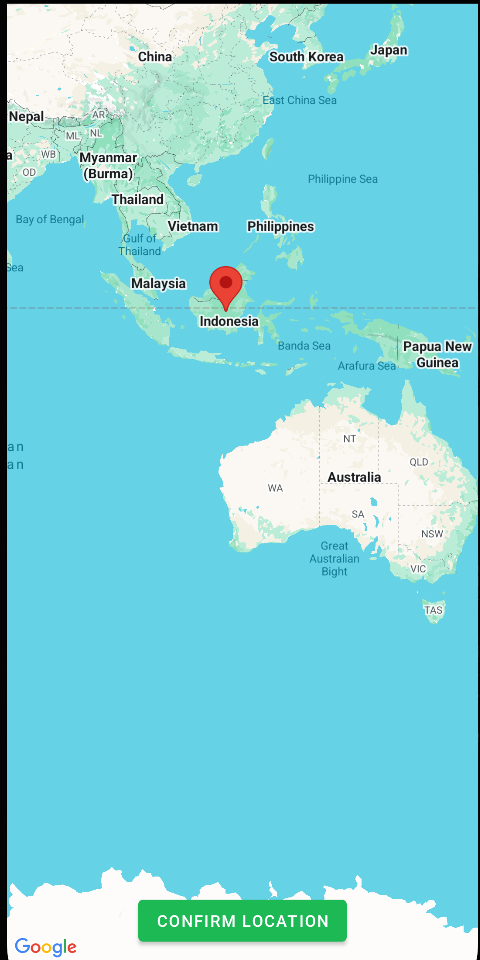 China
South Korea
Japan
East China Sea
Nepal
AR
ML
NL
a
WB
Myanmar
(Burma)
OD
Philippine Sea
Thailand
Bay of Bengal
Vietnam
Philippines
Gulf of
Thailand
Sea
Malaysia
Indonesia
Banda Sea
Papua New
Guinea
Arafura Sea
an
an
NT
QLD
Australia
WA
SA
NSW
Great
Australian
Bight
VIC
TAS
CONFIRM LOCATION
Google